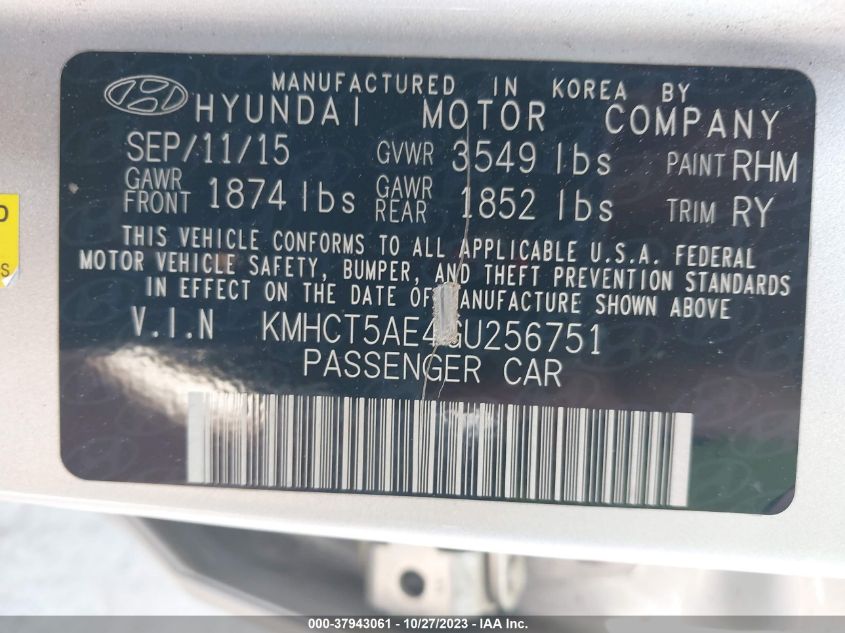 MANUFACTURED IN KOREA BY
HYUNDAI MOTOR COMPANY
SEP/11/15 GVWR 3549 lbs PAINT RHM
GAWR FRONT 1874 lbs GAWR REAR 1852 lbs TRIM RY
THIS VEHICLE CONFORMS TO ALL APPLICABLE U.S.A. FEDERAL
MOTOR VEHICLE SAFETY, BUMPER, AND THEFT PREVENTION STANDARDS
IN EFFECT ON THE DATE OF MANUFACTURE SHOWN ABOVE
V.I.N KMHCT5AE4GU256751
PASSENGER CAR
000-37943061 | 10/27/2023 | © IAA Inc.